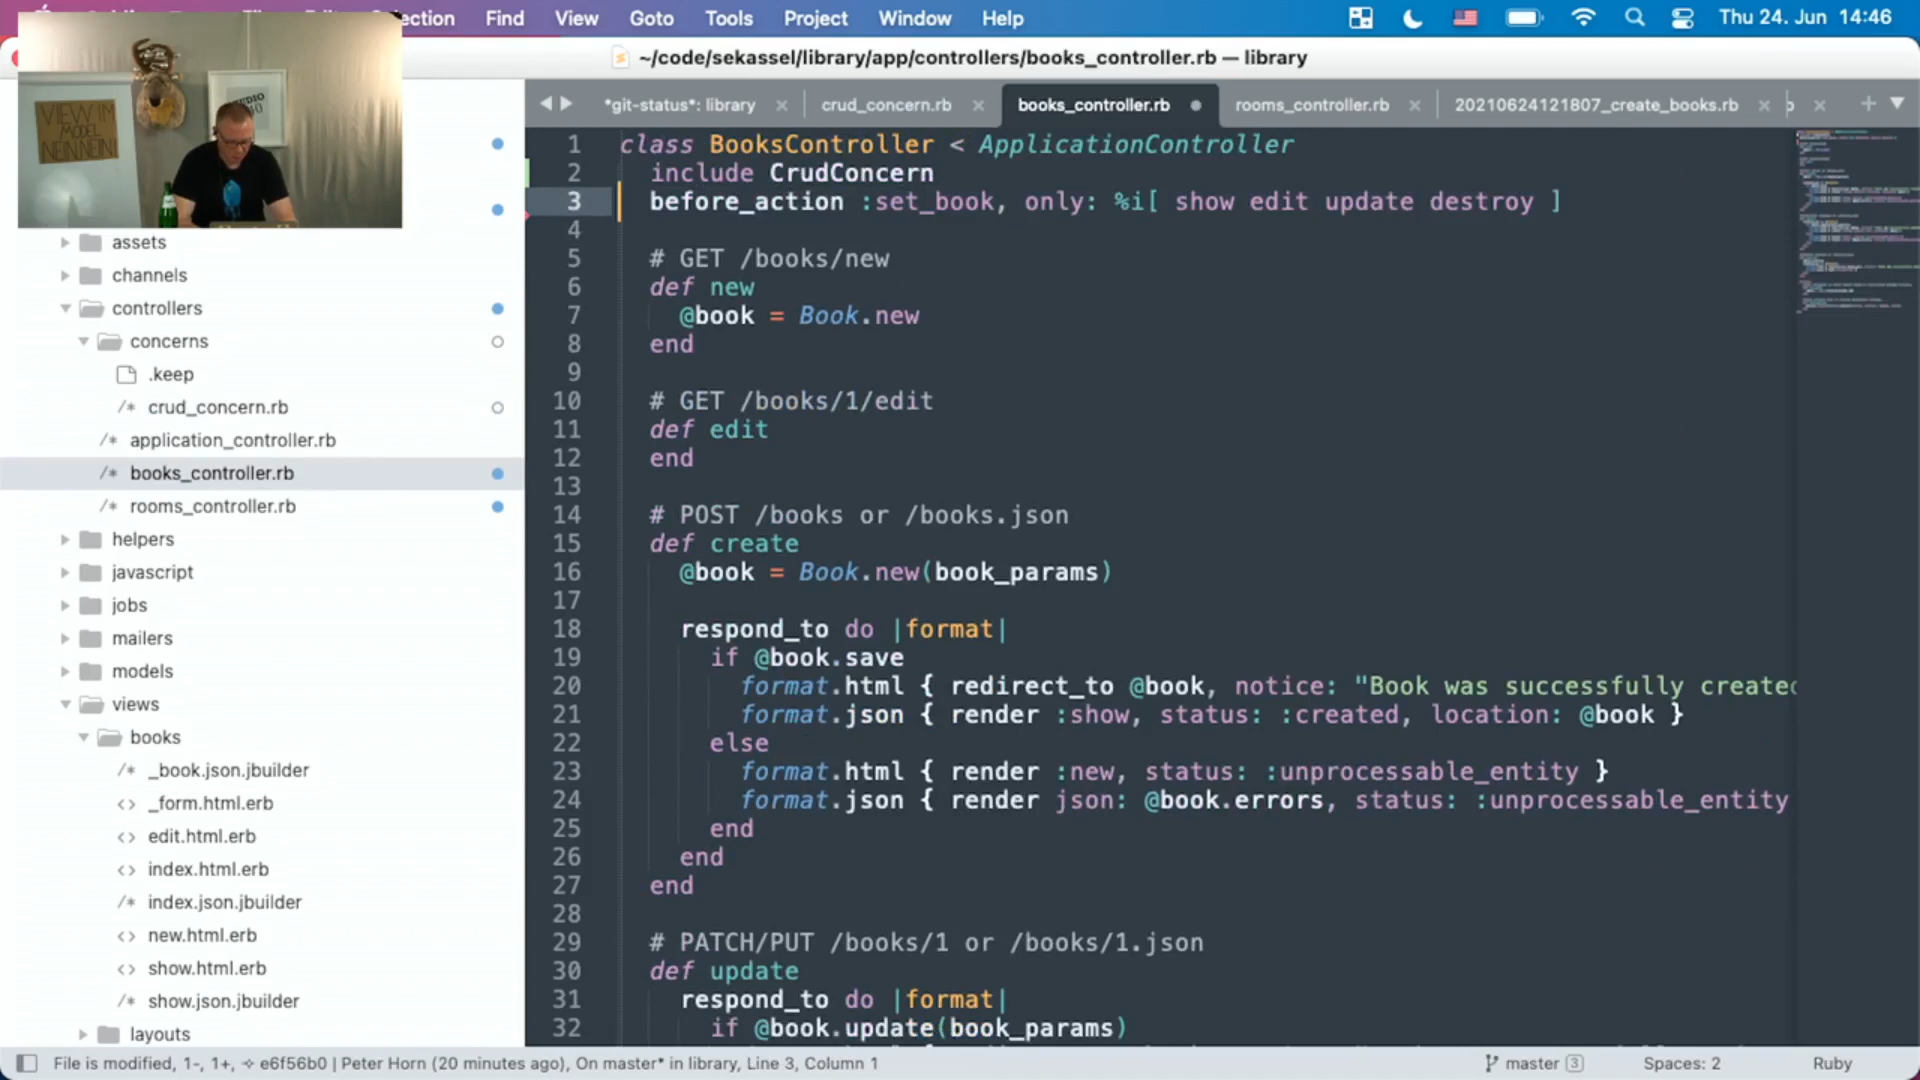 Selection Find View Goto Tools Project Window Help Thu 24. Jun 14:46
~/code/sekassel/library/app/controllers/books_controller.rb — library
VIEW IM
MODEL
NEINNEIN!
*git-status*: library crud_concern.rb books_controller.rb rooms_controller.rb 20210624121807_create_books.rb
assets
channels
controllers
concerns
.keep
/* crud_concern.rb
/* application_controller.rb
/* books_controller.rb
/* rooms_controller.rb
helpers
javascript
jobs
mailers
models
views
books
/* _book.json.jbuilder
<> _form.html.erb
<> edit.html.erb
<> index.html.erb
/* index.json.jbuilder
<> new.html.erb
<> show.html.erb
/* show.json.jbuilder
layouts
1 class BooksController < ApplicationController
2 include CrudConcern
3 before_action :set_book, only: %i[ show edit update destroy ]
4
5 # GET /books/new
6 def new
7 @book = Book.new
8 end
9
10 # GET /books/1/edit
11 def edit
12 end
13
14 # POST /books or /books.json
15 def create
16 @book = Book.new(book_params)
17
18 respond_to do |format|
19 if @book.save
20 format.html { redirect_to @book, notice: "Book was successfully created
21 format.json { render :show, status: :created, location: @book }
22 else
23 format.html { render :new, status: :unprocessable_entity }
24 format.json { render json: @book.errors, status: :unprocessable_entity
25 end
26 end
27 end
28
29 # PATCH/PUT /books/1 or /books/1.json
30 def update
31 respond_to do |format|
32 if @book.update(book_params)
File is modified, 1-, 1+, e6f56b0 | Peter Horn (20 minutes ago), On master* in library, Line 3, Column 1 master 3 Spaces: 2 Ruby